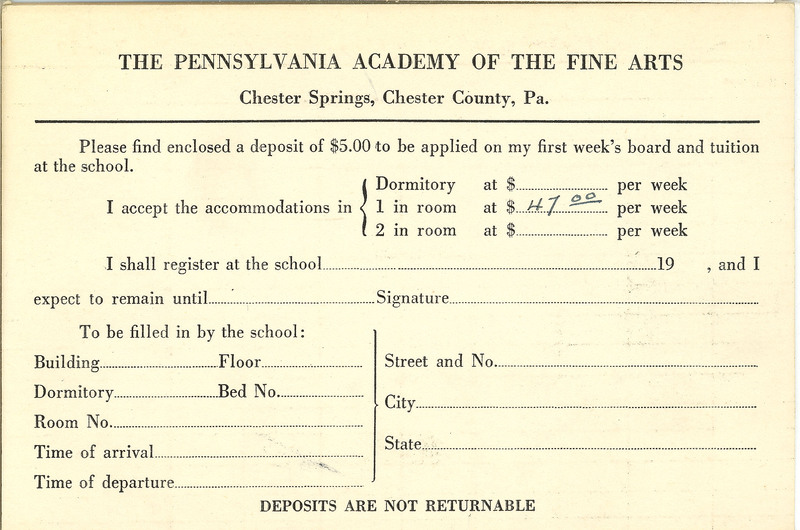 THE PENNSYLVANIA ACADEMY OF THE FINE ARTS
Chester Springs, Chester County, Pa.
Please find enclosed a deposit of $5.00 to be applied on my first week's board and tuition
at the school.
Dormitory at $ per week
I accept the accommodations in 1 in room at $ 47 00 per week
2 in room at $ per week
I shall register at the school 19 , and I
expect to remain until Signature
To be filled in by the school:
Building Floor
Dormitory Bed No.
Room No.
Time of arrival
Time of departure
Street and No.
City
State
DEPOSITS ARE NOT RETURNABLE